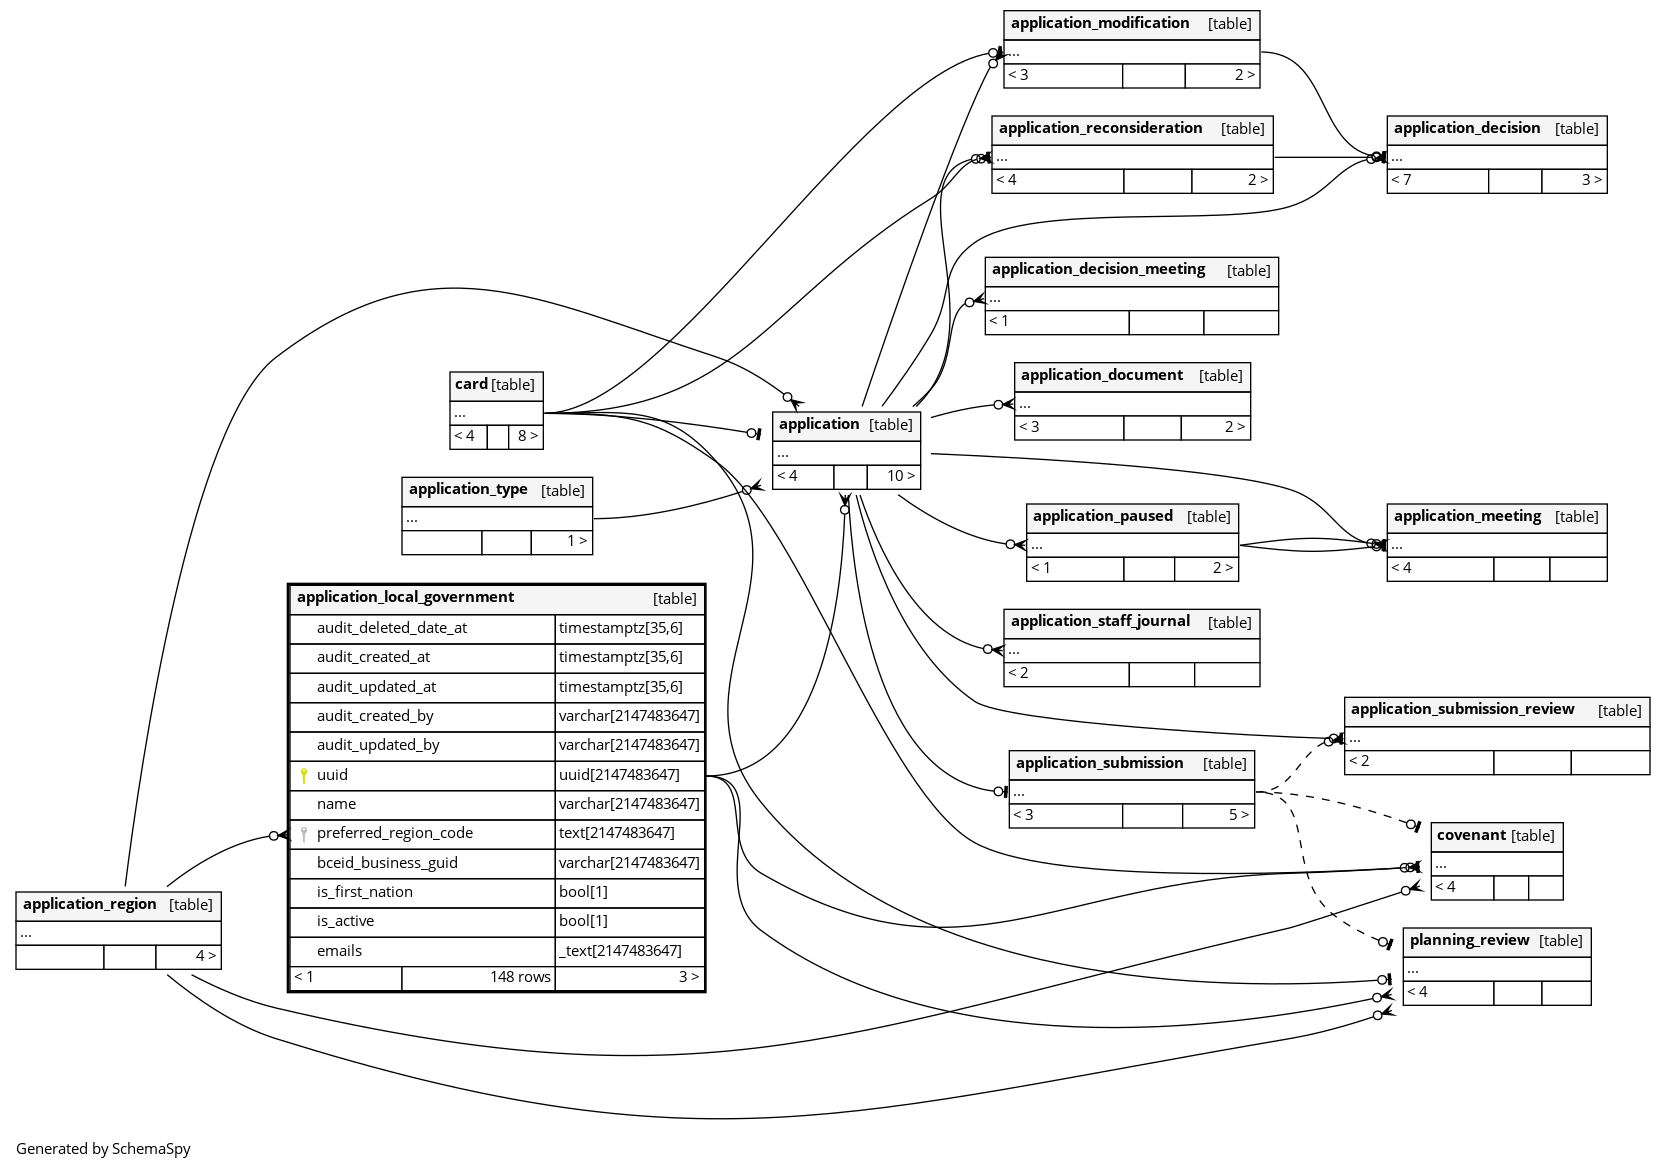 application_modification [table]
...
< 3 2 >
application_reconsideration [table]
...
< 4 2 >
application_decision [table]
...
< 7 3 >
application_decision_meeting [table]
...
< 1
application_document [table]
...
< 3 2 >
card [table]
...
< 4 8 >
application [table]
...
< 4 10 >
application_type [table]
...
1 >
application_paused [table]
...
< 1 2 >
application_meeting [table]
...
< 4
application_local_government [table]
audit_deleted_date_at timestamptz[35,6]
audit_created_at timestamptz[35,6]
audit_updated_at timestamptz[35,6]
audit_created_by varchar[2147483647]
audit_updated_by varchar[2147483647]
uuid uuid[2147483647]
name varchar[2147483647]
preferred_region_code text[2147483647]
bceid_business_guid varchar[2147483647]
is_first_nation bool[1]
is_active bool[1]
emails _text[2147483647]
< 1 148 rows 3 >
application_staff_journal [table]
...
< 2
application_submission_review [table]
...
< 2
application_submission [table]
...
< 3 5 >
covenant [table]
...
< 4
application_region [table]
...
4 >
planning_review [table]
...
< 4
Generated by SchemaSpy